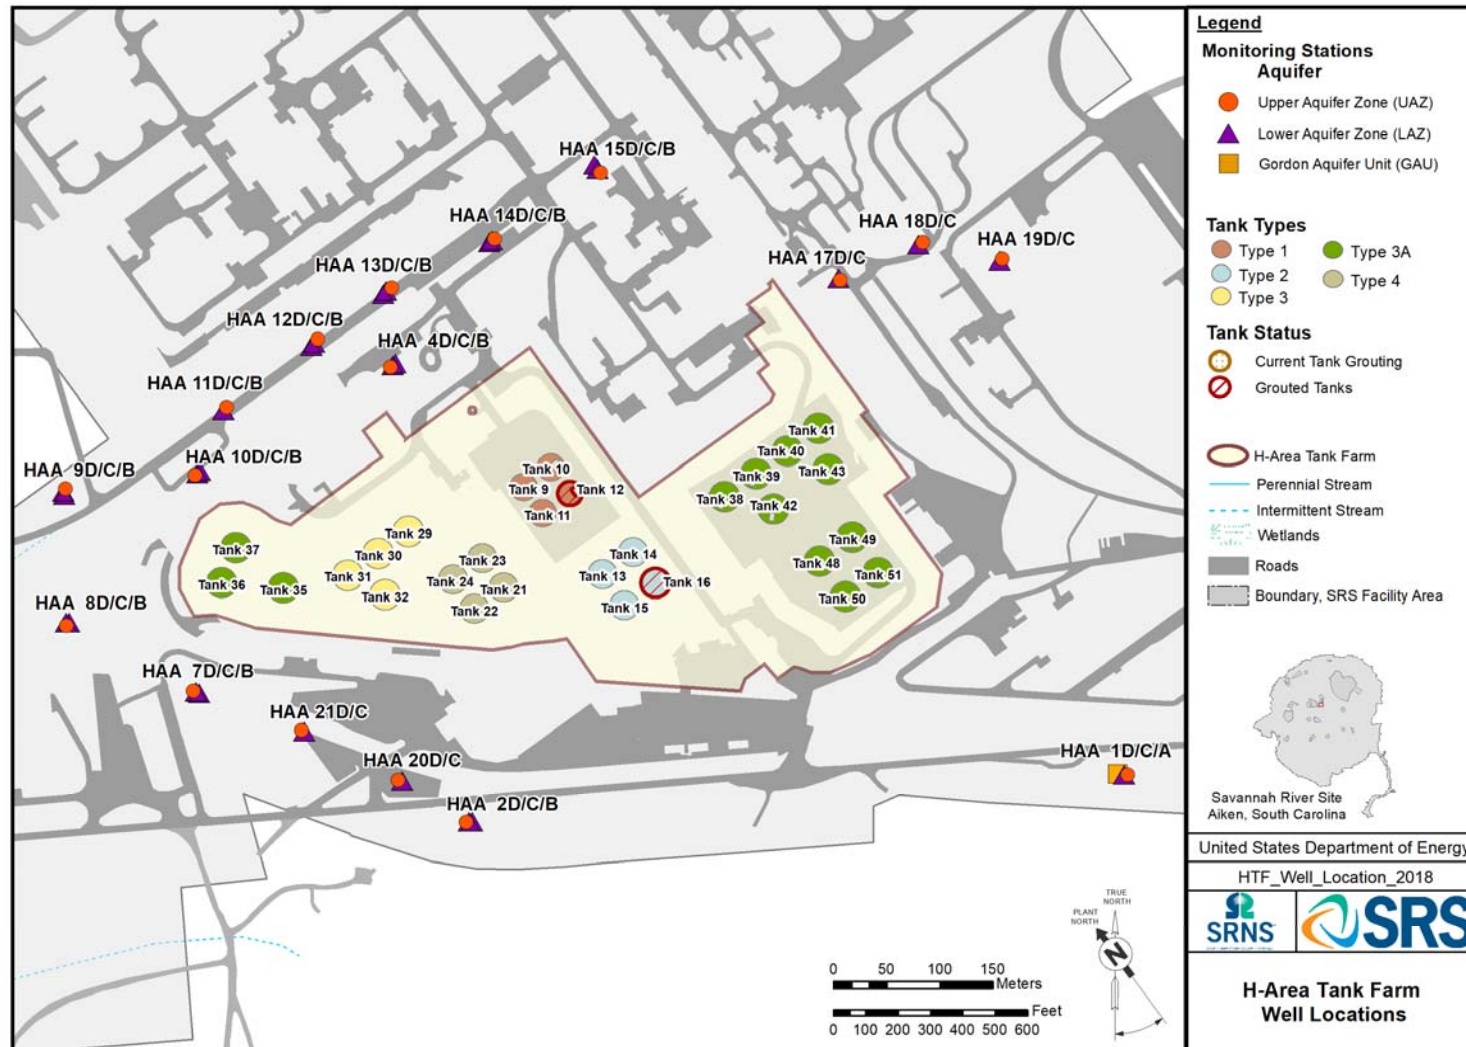 HAA 15D/C/B
HAA 14D/C/B
HAA 13D/C/B
HAA 12D/C/B
HAA 4D/C/B
HAA 11D/C/B
HAA 10D/C/B
HAA 9D/C/B
HAA 18D/C
HAA 19D/C
HAA 17D/C
Tank 41
Tank 40
Tank 39
Tank 43
Tank 38
Tank 42
Tank 10
Tank 9
Tank 12
Tank 11
Tank 29
Tank 30
Tank 31
Tank 32
Tank 37
Tank 36
Tank 35
Tank 23
Tank 24
Tank 21
Tank 22
Tank 14
Tank 13
Tank 16
Tank 15
Tank 49
Tank 48
Tank 51
Tank 50
HAA 8D/C/B
HAA 7D/C/B
HAA 21D/C
HAA 20D/C
HAA 2D/C/B
HAA 1D/C/A
TRUE
NORTH
PLANT
NORTH
N
0 50 100 150
Meters
Feet
0 100 200 300 400 500 600
Legend
Monitoring Stations
Aquifer
Upper Aquifer Zone (UAZ)
Lower Aquifer Zone (LAZ)
Gordon Aquifer Unit (GAU)
Tank Types
Type 1
Type 3A
Type 2
Type 4
Type 3
Tank Status
Current Tank Grouting
Grouted Tanks
H-Area Tank Farm
Perennial Stream
Intermittent Stream
Wetlands
Roads
Boundary, SRS Facility Area
Savannah River Site
Aiken, South Carolina
United States Department of Energy
HTF_Well_Location_2018
SRNS
SRS
H-Area Tank Farm
Well Locations